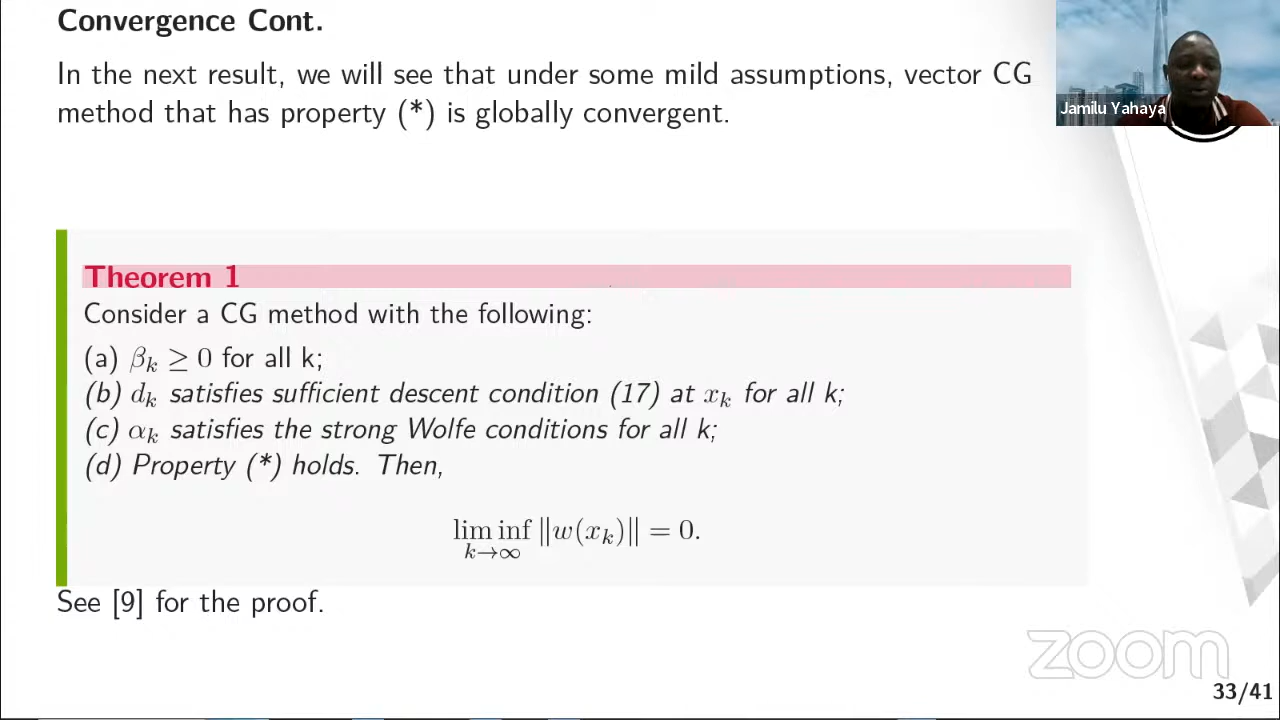 Convergence Cont.
In the next result, we will see that under some mild assumptions, vector CG
method that has property (*) is globally convergent.
Jamilu Yahaya
Theorem 1
Consider a CG method with the following:
(a) βₖ ≥ 0 for all k;
(b) dₖ satisfies sufficient descent condition (17) at xₖ for all k;
(c) αₖ satisfies the strong Wolfe conditions for all k;
(d) Property (*) holds. Then,
lim inf ‖w(xₖ)‖ = 0.
k→∞
See [9] for the proof.
zoom
33/41